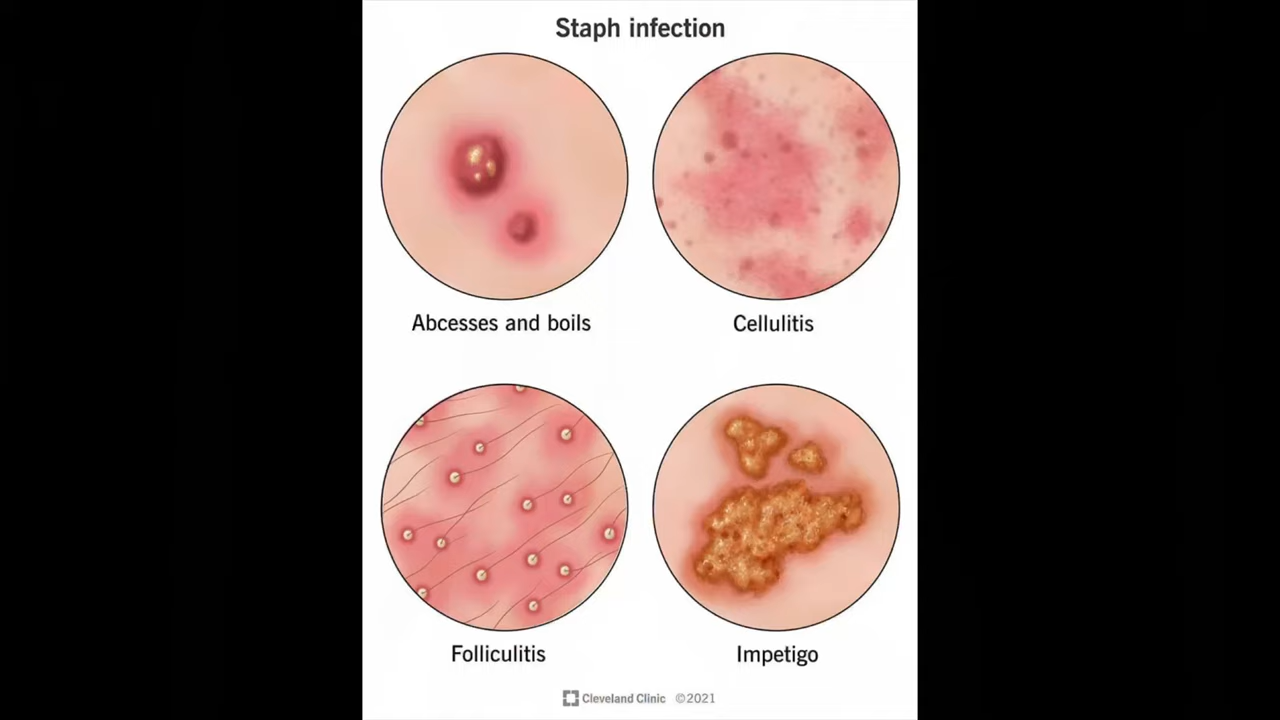 Staph infection
Abcesses and boils
Cellulitis
Folliculitis
Impetigo
Cleveland Clinic ©2021